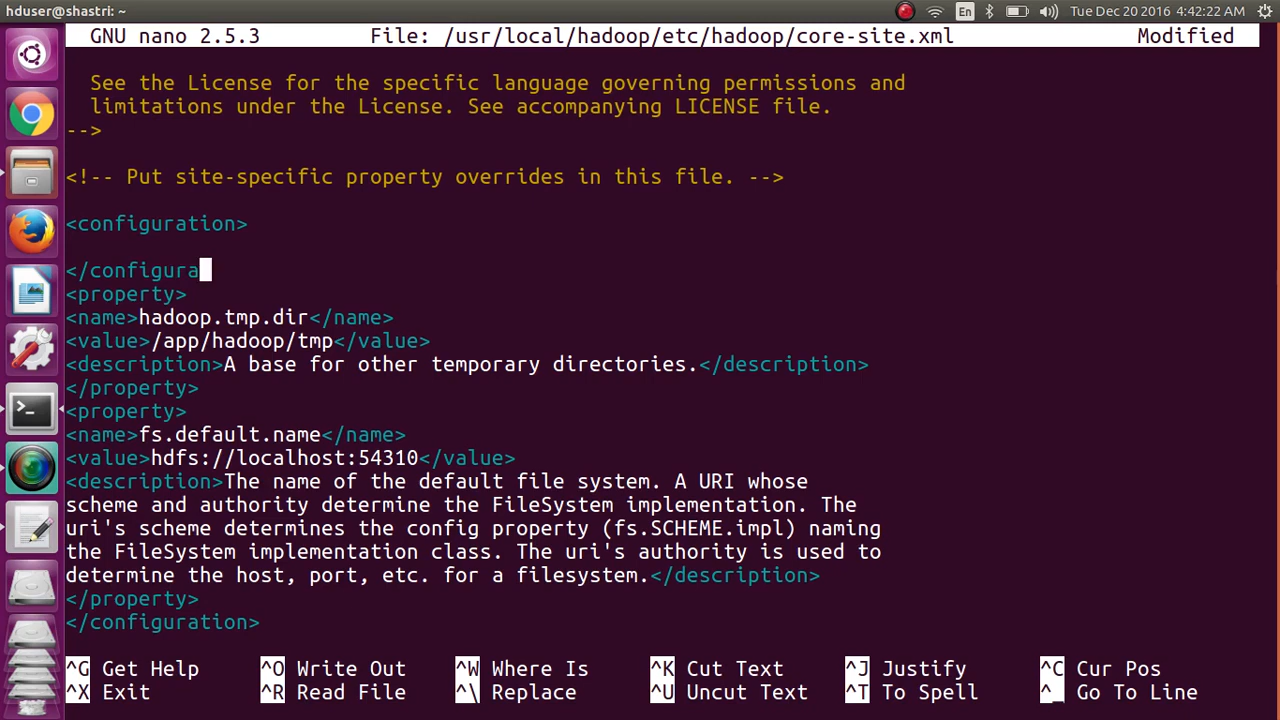 hduser@shastri: ~
En
Tue Dec 20 2016 4:42:22 AM
GNU nano 2.5.3 File: /usr/local/hadoop/etc/hadoop/core-site.xml Modified
See the License for the specific language governing permissions and
limitations under the License. See accompanying LICENSE file.
-->
<!-- Put site-specific property overrides in this file. -->
<configuration>
</configura
<property>
<name>hadoop.tmp.dir</name>
<value>/app/hadoop/tmp</value>
<description>A base for other temporary directories.</description>
</property>
<property>
<name>fs.default.name</name>
<value>hdfs://localhost:54310</value>
<description>The name of the default file system. A URI whose
scheme and authority determine the FileSystem implementation. The
uri's scheme determines the config property (fs.SCHEME.impl) naming
the FileSystem implementation class. The uri's authority is used to
determine the host, port, etc. for a filesystem.</description>
</property>
</configuration>
^G Get Help ^O Write Out ^W Where Is ^K Cut Text ^J Justify ^C Cur Pos
^X Exit ^R Read File ^\ Replace ^U Uncut Text ^T To Spell ^_ Go To Line